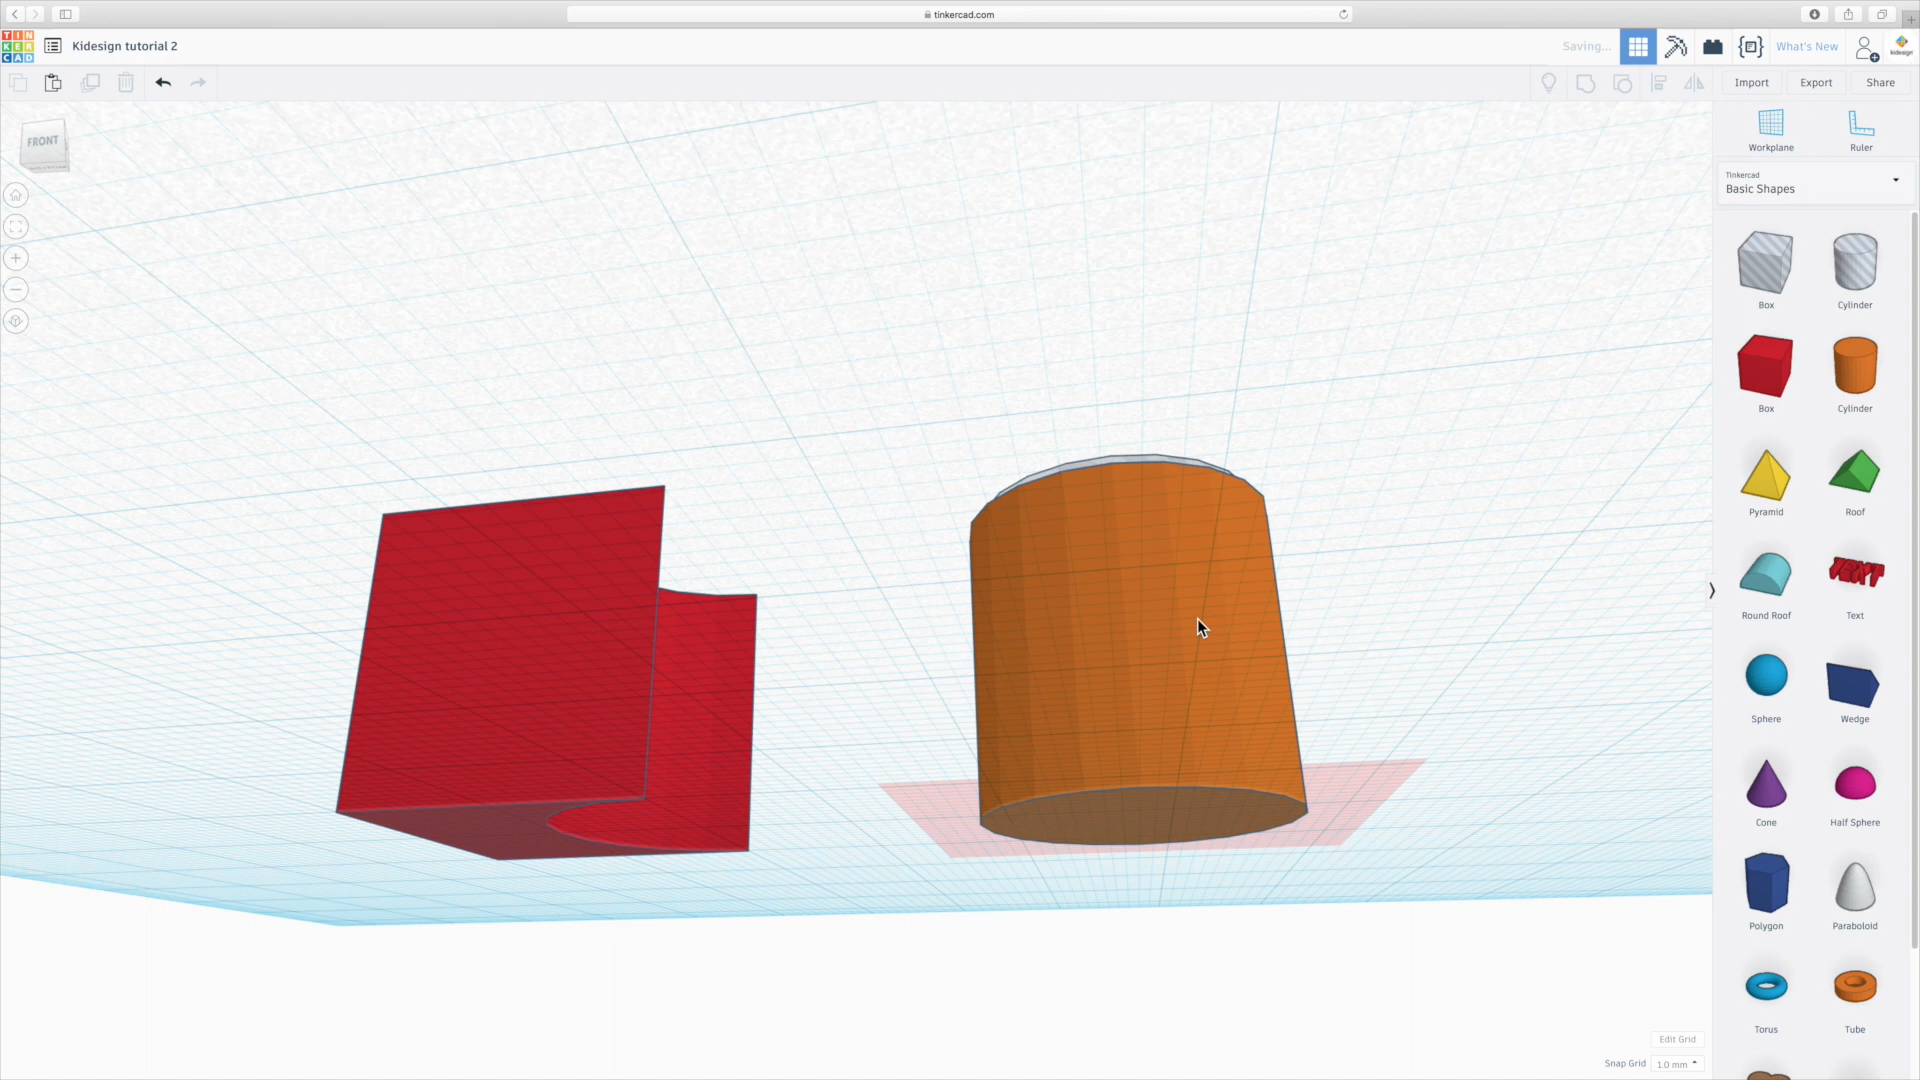 tinkercad.com
TIN
KER
CAD
Kidesign tutorial 2
Saving...
What's New
kidesign
Import
Export
Share
FRONT
Workplane
Ruler
Tinkercad
Basic Shapes
Box
Cylinder
Box
Cylinder
Pyramid
Roof
Round Roof
TEXT
Text
Sphere
Wedge
Cone
Half Sphere
Polygon
Paraboloid
Torus
Tube
Edit Grid
Snap Grid 1.0 mm